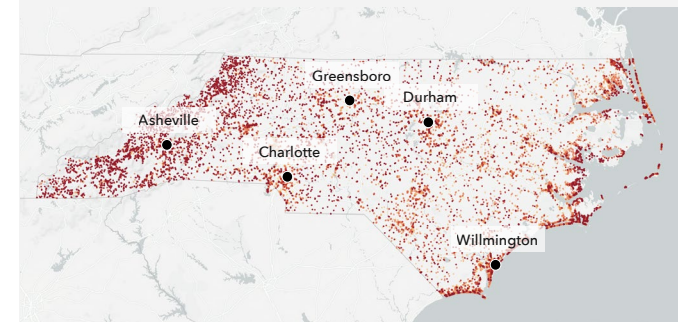 Greensboro
Durham
Asheville
Charlotte
Willmington